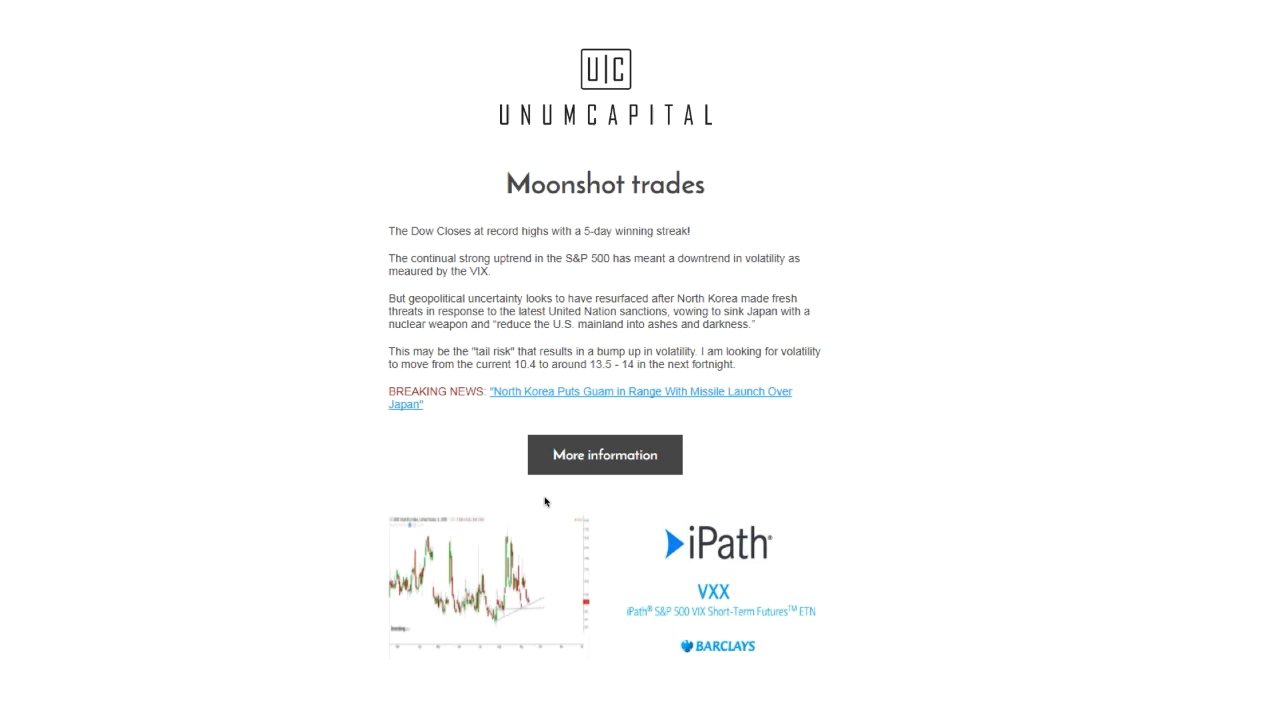 U|C
UNUMCAPITAL
Moonshot trades
The Dow Closes at record highs with a 5-day winning streak!
The continual strong uptrend in the S&P 500 has meant a downtrend in volatility as
meaured by the VIX.
But geopolitical uncertainty looks to have resurfaced after North Korea made fresh
threats in response to the latest United Nation sanctions, vowing to sink Japan with a
nuclear weapon and “reduce the U.S. mainland into ashes and darkness.”
This may be the "tail risk" that results in a bump up in volatility. I am looking for volatility
to move from the current 10.4 to around 13.5 - 14 in the next fortnight.
BREAKING NEWS: "North Korea Puts Guam in Range With Missile Launch Over
Japan"
More information
iPath®
VXX
iPath® S&P 500 VIX Short-Term Futures™ ETN
BARCLAYS